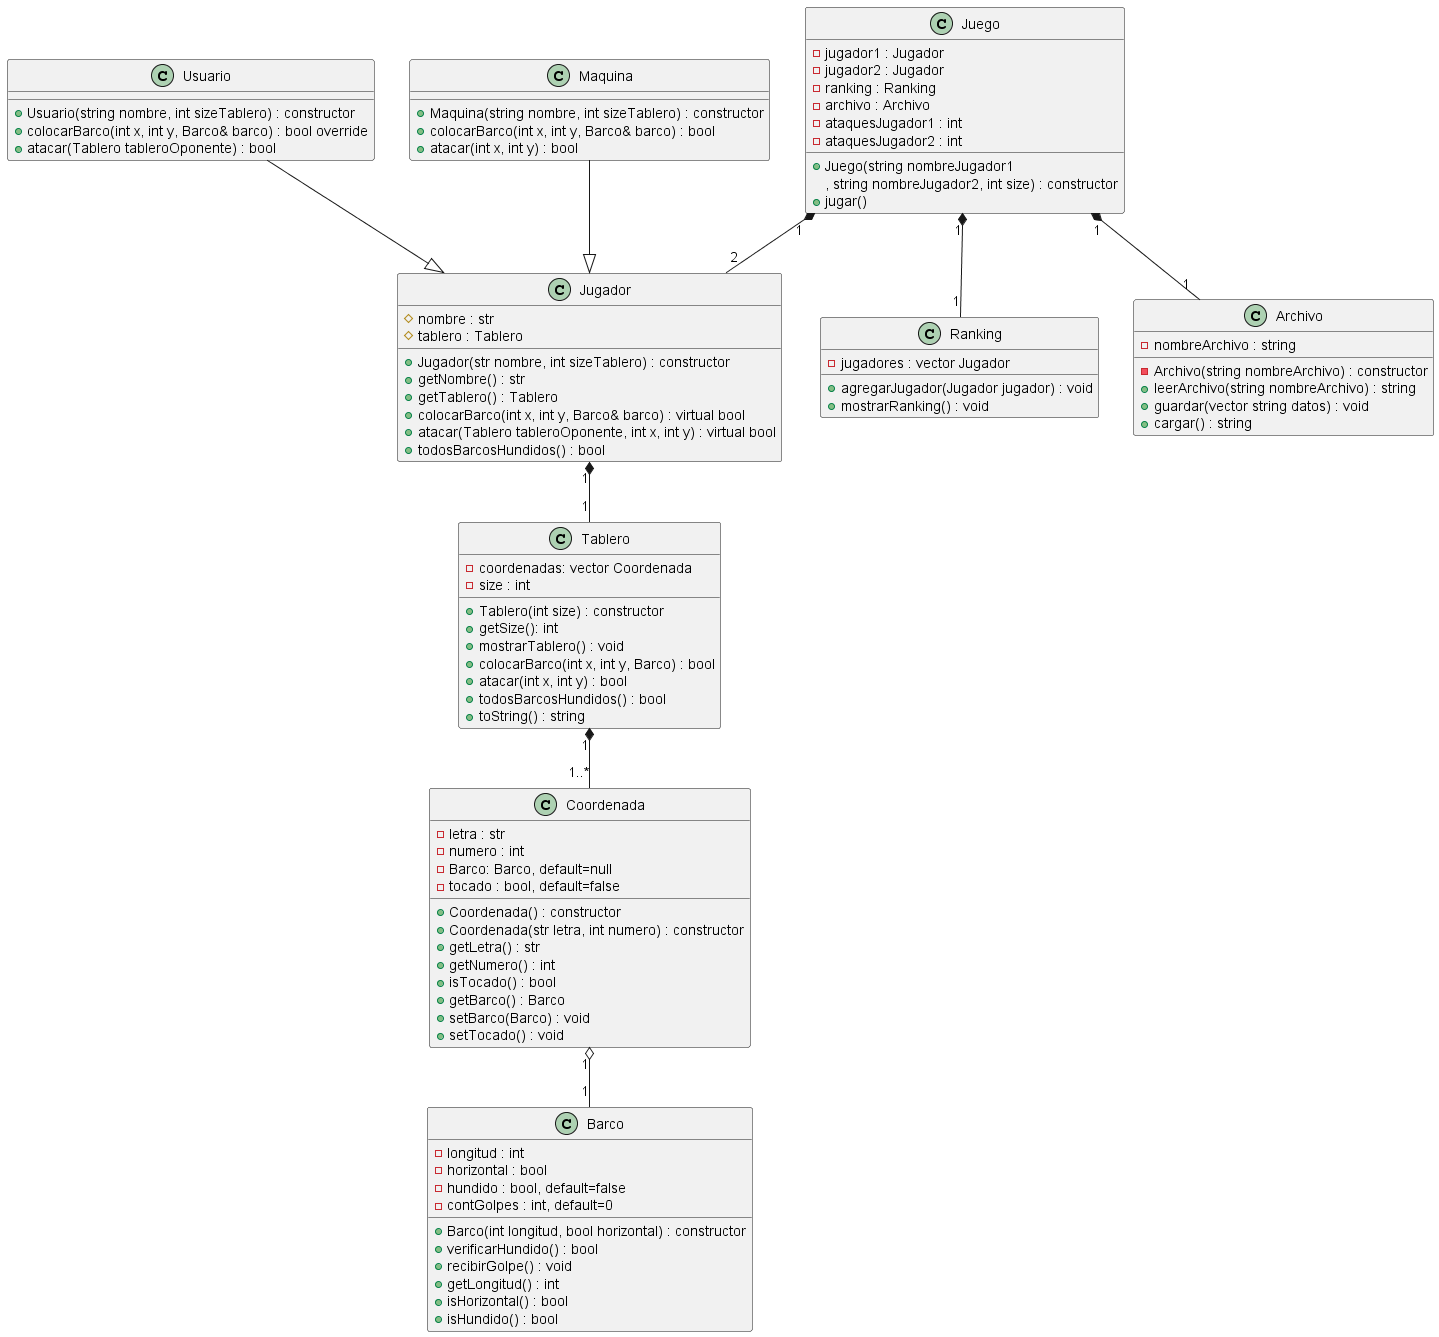 C Usuario
Usuario(string nombre, int sizeTablero) : constructor
colocarBarco(int x, int y, Barco& barco) : bool override
atacar(Tablero tableroOponente) : bool
C Maquina
Maquina(string nombre, int sizeTablero) : constructor
colocarBarco(int x, int y, Barco& barco) : bool
atacar(int x, int y) : bool
C Juego
jugador1 : Jugador
jugador2 : Jugador
ranking : Ranking
archivo : Archivo
ataquesJugador1 : int
ataquesJugador2 : int
Juego(string nombreJugador1
, string nombreJugador2, int size) : constructor
jugar()
1
1
1
2
1
1
C Jugador
nombre : str
tablero : Tablero
Jugador(str nombre, int sizeTablero) : constructor
getNombre() : str
getTablero() : Tablero
colocarBarco(int x, int y, Barco& barco) : virtual bool
atacar(Tablero tableroOponente, int x, int y) : virtual bool
todosBarcosHundidos() : bool
C Ranking
jugadores : vector Jugador
agregarJugador(Jugador jugador) : void
mostrarRanking() : void
C Archivo
nombreArchivo : string
Archivo(string nombreArchivo) : constructor
leerArchivo(string nombreArchivo) : string
guardar(vector string datos) : void
cargar() : string
1
1
C Tablero
coordenadas: vector Coordenada
size : int
Tablero(int size) : constructor
getSize(): int
mostrarTablero() : void
colocarBarco(int x, int y, Barco) : bool
atacar(int x, int y) : bool
todosBarcosHundidos() : bool
toString() : string
1
1..*
C Coordenada
letra : str
numero : int
Barco: Barco, default=null
tocado : bool, default=false
Coordenada() : constructor
Coordenada(str letra, int numero) : constructor
getLetra() : str
getNumero() : int
isTocado() : bool
getBarco() : Barco
setBarco(Barco) : void
setTocado() : void
1
1
C Barco
longitud : int
horizontal : bool
hundido : bool, default=false
contGolpes : int, default=0
Barco(int longitud, bool horizontal) : constructor
verificarHundido() : bool
recibirGolpe() : void
getLongitud() : int
isHorizontal() : bool
isHundido() : bool